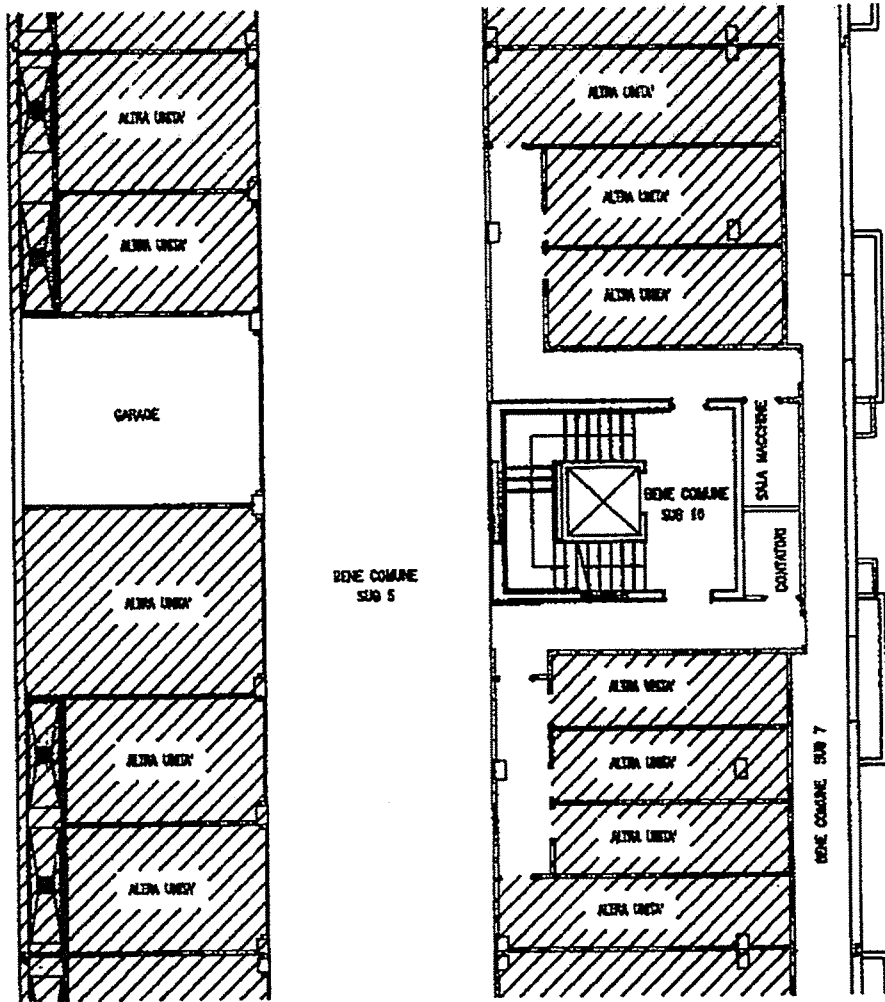 ALTRA UNITA'
ALTRA UNITA'
GARAGE
ALTRA UNITA'
ALTRA UNITA'
ALTRA UNITA'
BENE COMUNE
SUB 5
ALTRA UNITA'
ALTRA UNITA'
ALTRA UNITA'
BENE COMUNE
SUB 10
SALA MACCHINE
CONTATORI
ALTRA UNITA'
ALTRA UNITA'
ALTRA UNITA'
ALTRA UNITA'
BENE COMUNE SUB 7